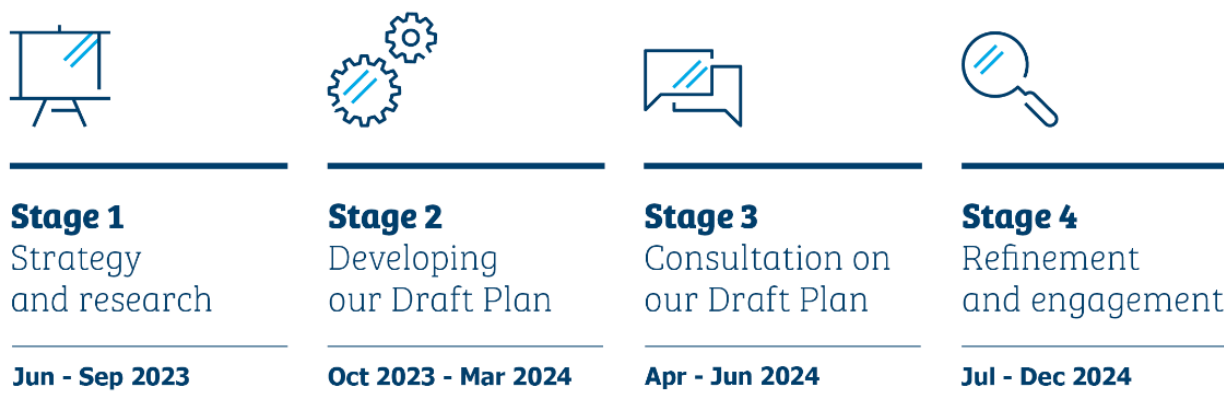 Stage 1
Strategy
and research
Jun - Sep 2023
Stage 2
Developing
our Draft Plan
Oct 2023 - Mar 2024
Stage 3
Consultation on
our Draft Plan
Apr - Jun 2024
Stage 4
Refinement
and engagement
Jul - Dec 2024